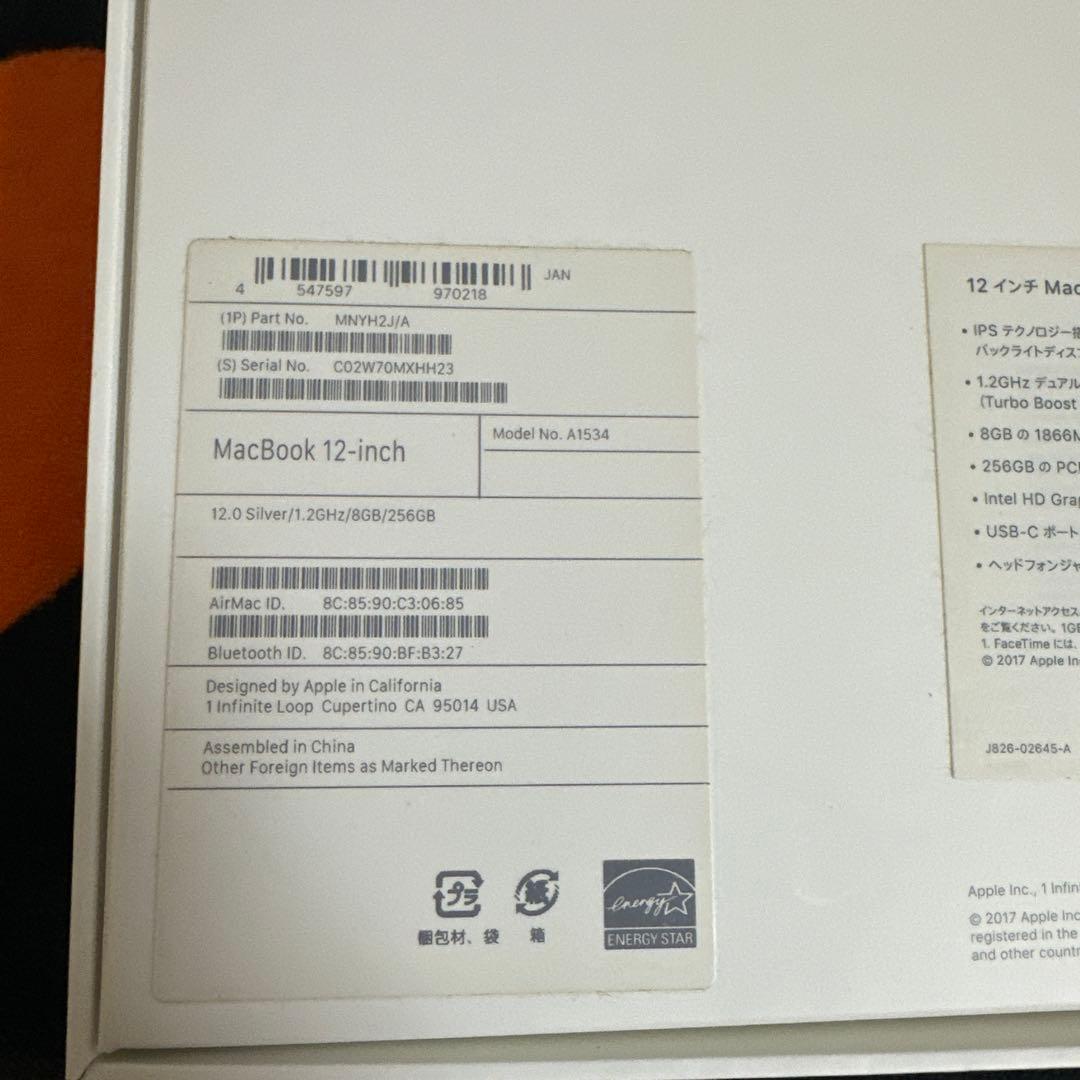 JAN
4 547597 970218
(1P) Part No. MNYH2J/A
(S) Serial No. C02W70MXHH23
MacBook 12-inch
Model No. A1534
12.0 Silver/1.2GHz/8GB/256GB
AirMac ID. 8C:85:90:C3:06:85
Bluetooth ID. 8C:85:90:BF:B3:27
Designed by Apple in California
1 Infinite Loop Cupertino CA 95014 USA
Assembled in China
Other Foreign Items as Marked Thereon
プラ
紙
梱包材、袋
箱
energy
ENERGY STAR
12 インチ Mac
• IPS テクノロジー搭
バックライトディス
• 1.2GHz デュアル
(Turbo Boost
• 8GB の 1866M
• 256GB の PCI
• Intel HD Gra
• USB-C ポート
• ヘッドフォンジャ
インターネットアクセス
をご覧ください。1GB
1. FaceTime には、
© 2017 Apple In
J826-02645-A
Apple Inc., 1 Infin
© 2017 Apple Inc
registered in the
and other countr